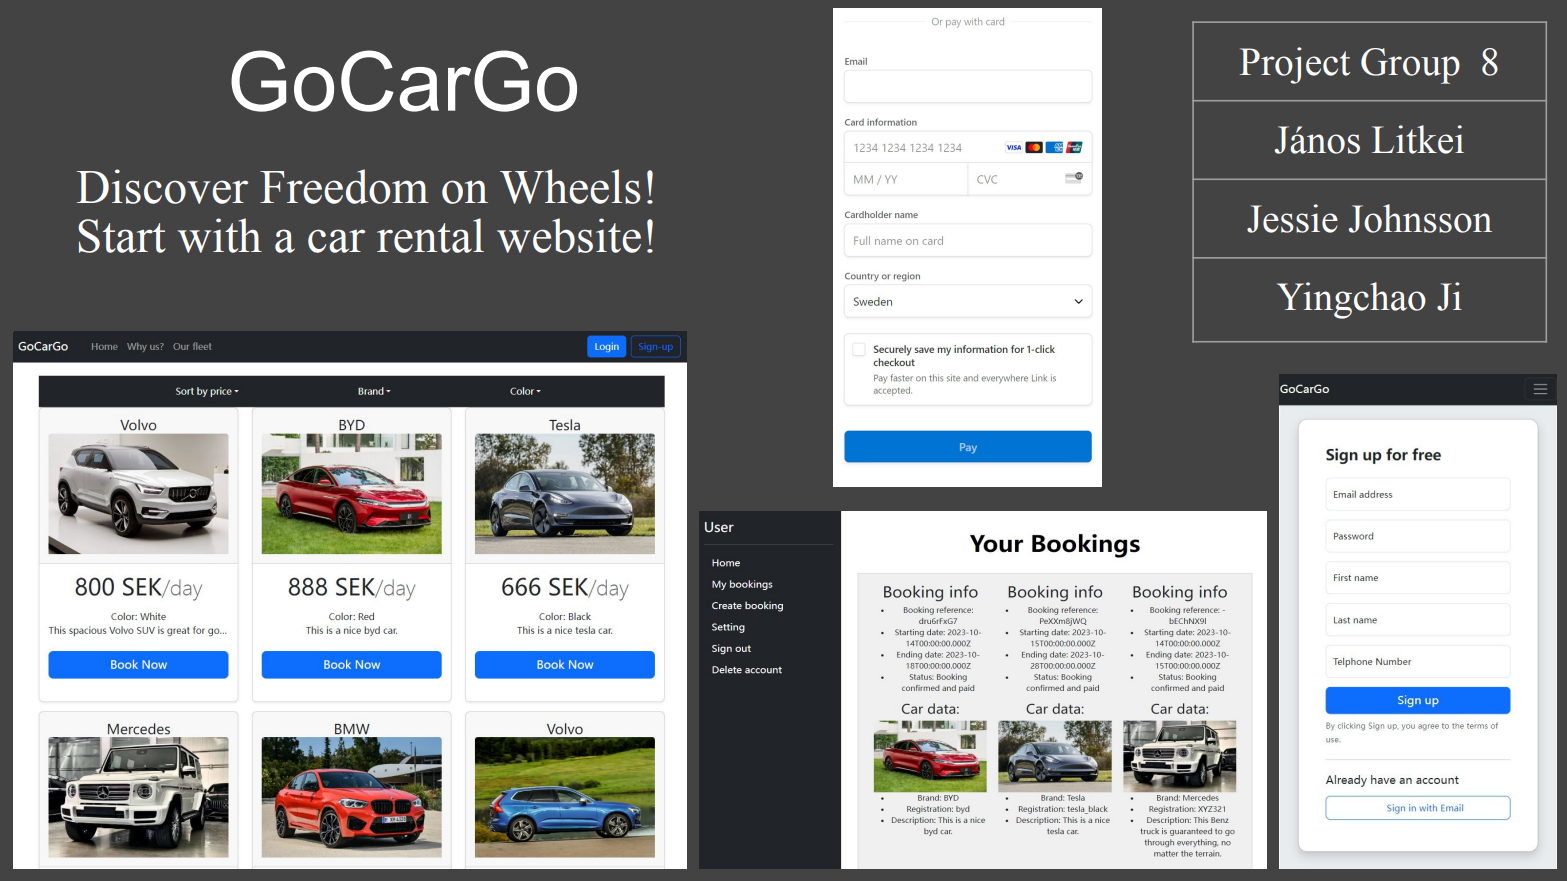 GoCarGo
Discover Freedom on Wheels!
Start with a car rental website!
Or pay with card
Email
Card information
1234 1234 1234 1234
VISA
MM / YY
CVC
Cardholder name
Full name on card
Country or region
Sweden
Securely save my information for 1-click
checkout
Pay faster on this site and everywhere Link is
accepted.
Pay
Project Group 8
János Litkei
Jessie Johnsson
Yingchao Ji
GoCarGo Home Why us? Our fleet Login Sign-up
Sort by price Brand Color
Volvo
800 SEK/day
Color: White
This spacious Volvo SUV is great for go...
Book Now
BYD
888 SEK/day
Color: Red
This is a nice byd car.
Book Now
Tesla
666 SEK/day
Color: Black
This is a nice tesla car.
Book Now
Mercedes
BMW
Volvo
User
Home
My bookings
Create booking
Setting
Sign out
Delete account
Your Bookings
Booking info
Booking reference:
dru6rFxG7
Starting date: 2023-10-
14T00:00:00.000Z
Ending date: 2023-10-
18T00:00:00.000Z
Status: Booking
confirmed and paid
Car data:
Brand: BYD
Registration: byd
Description: This is a nice
byd car.
Booking info
Booking reference:
PeXXm8jWQ
Starting date: 2023-10-
15T00:00:00.000Z
Ending date: 2023-10-
28T00:00:00.000Z
Status: Booking
confirmed and paid
Car data:
Brand: Tesla
Registration: tesla_black
Description: This is a nice
tesla car.
Booking info
Booking reference: -
bEChNX9l
Starting date: 2023-10-
14T00:00:00.000Z
Ending date: 2023-10-
15T00:00:00.000Z
Status: Booking
confirmed and paid
Car data:
Brand: Mercedes
Registration: XYZ321
Description: This Benz
truck is guaranteed to go
through everything, no
matter the terrain.
GoCarGo
Sign up for free
Email address
Password
First name
Last name
Telphone Number
Sign up
By clicking Sign up, you agree to the terms of
use.
Already have an account
Sign in with Email